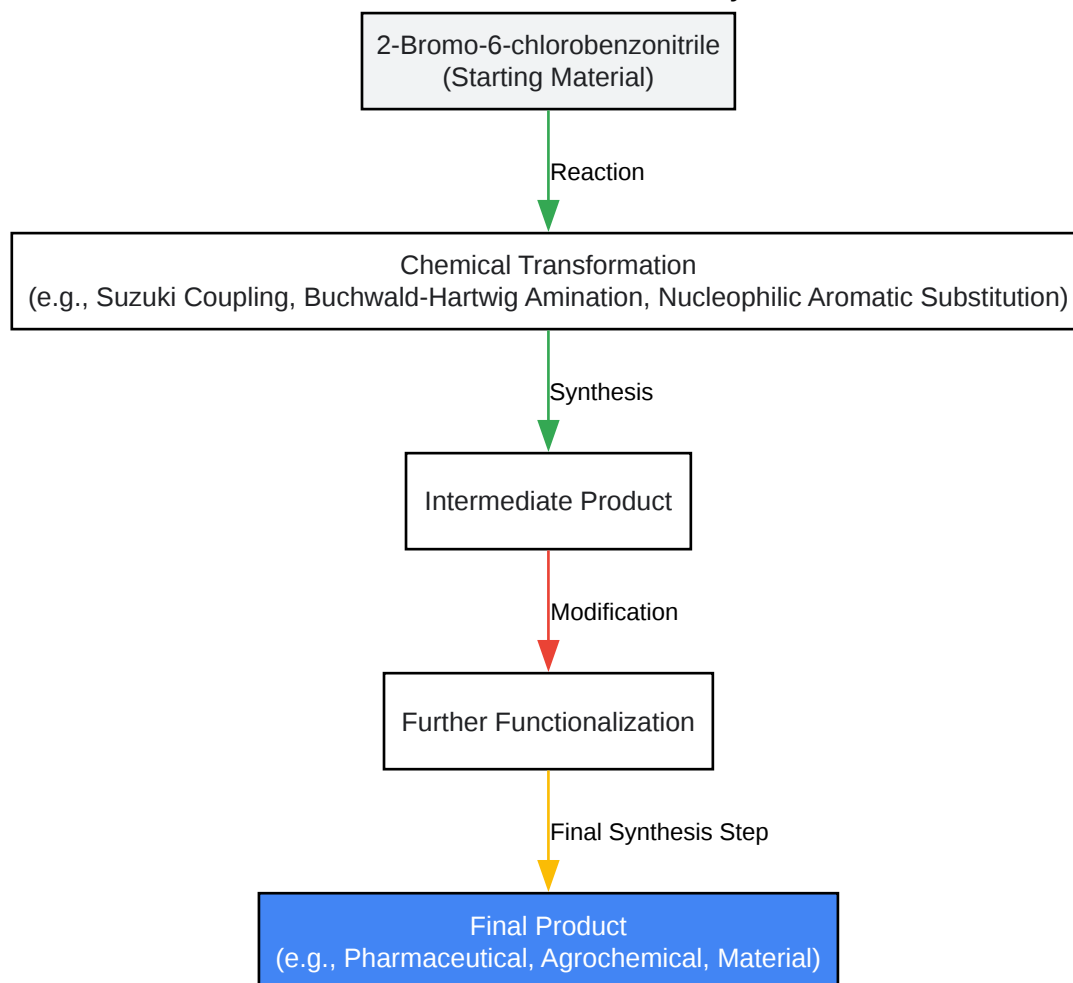 2-Bromo-6-chlorobenzonitrile
(Starting Material)
Reaction
Chemical Transformation
(e.g., Suzuki Coupling, Buchwald-Hartwig Amination, Nucleophilic Aromatic Substitution)
Synthesis
Intermediate Product
Modification
Further Functionalization
Final Synthesis Step
Final Product
(e.g., Pharmaceutical, Agrochemical, Material)